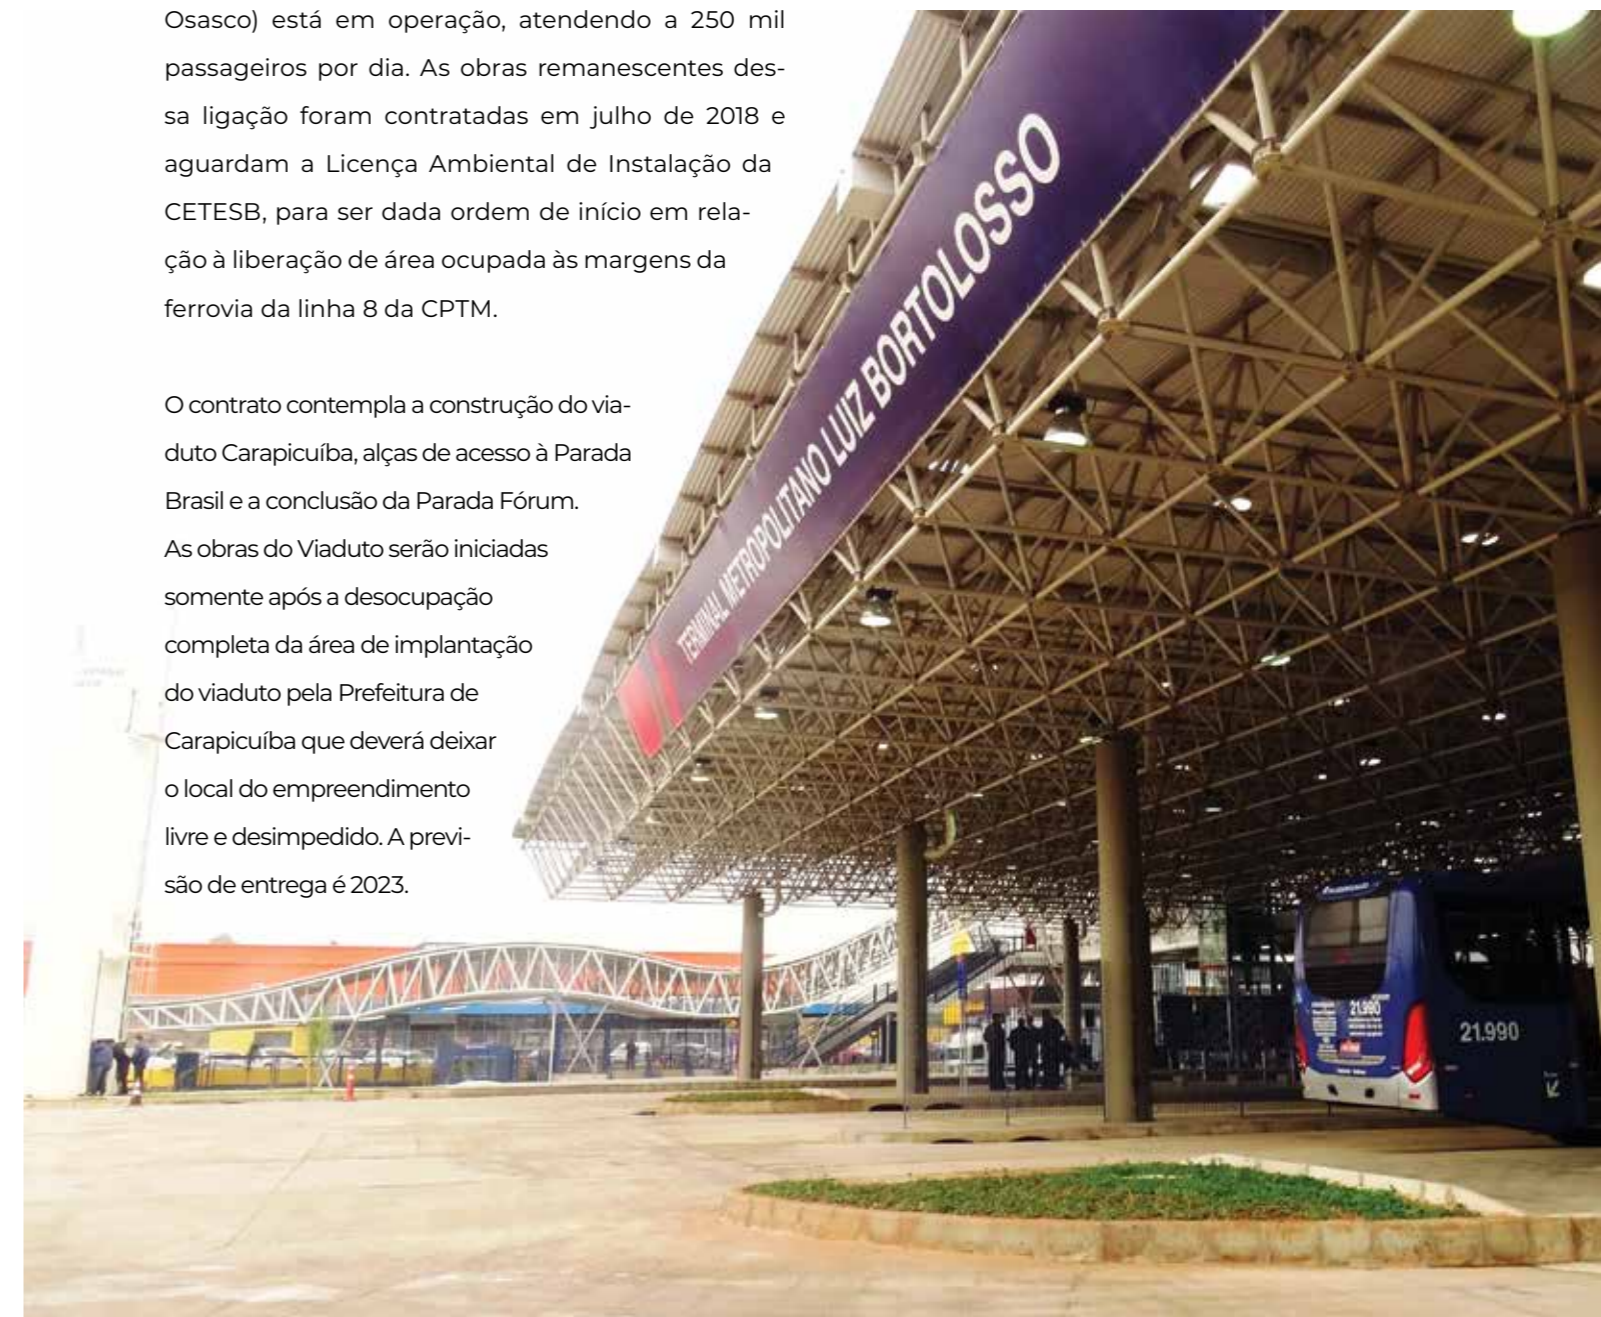 Osasco) está em operação, atendendo a 250 mil
passageiros por dia. As obras remanescentes des-
sa ligação foram contratadas em julho de 2018 e
aguardam a Licença Ambiental de Instalação da
CETESB, para ser dada ordem de início em rela-
ção à liberação de área ocupada às margens da
ferrovia da linha 8 da CPTM.
O contrato contempla a construção do via-
duto Carapicuíba, alças de acesso à Parada
Brasil e a conclusão da Parada Fórum.
As obras do Viaduto serão iniciadas
somente após a desocupação
completa da área de implantação
do viaduto pela Prefeitura de
Carapicuíba que deverá deixar
o local do empreendimento
livre e desimpedido. A previ-
são de entrega é 2023.
TERMINAL METROPOLITANO LUIZ BORTOLOSSO
21.990
21.990